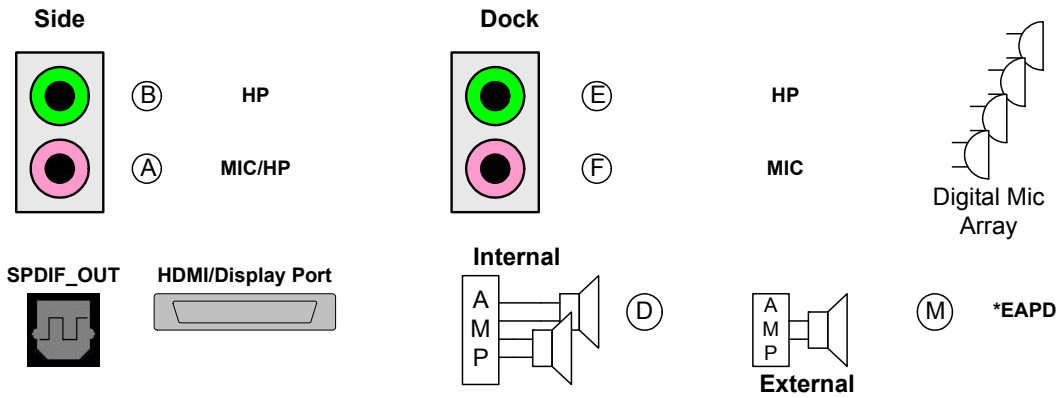 Side
Dock
B HP
E HP
A MIC/HP
F MIC
Digital Mic
Array
SPDIF_OUT
HDMI/Display Port
Internal
A
M
P
D
A
M
P
External
M *EAPD